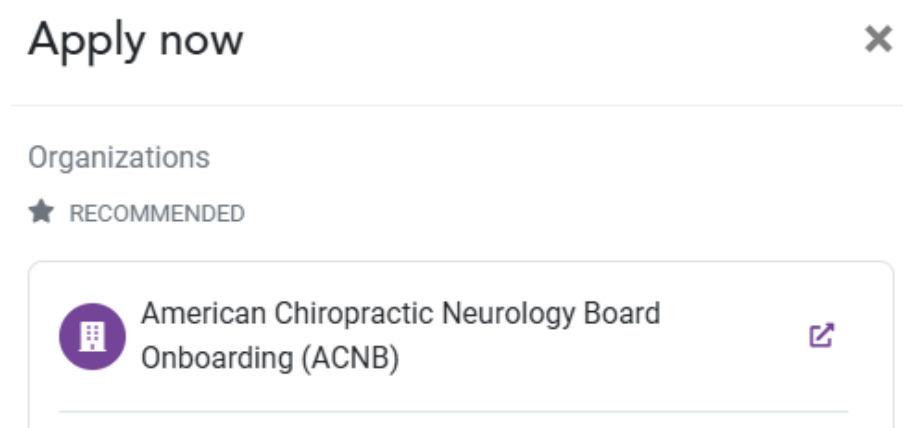 Apply now
Organizations
RECOMMENDED
American Chiropractic Neurology Board
Onboarding (ACNB)